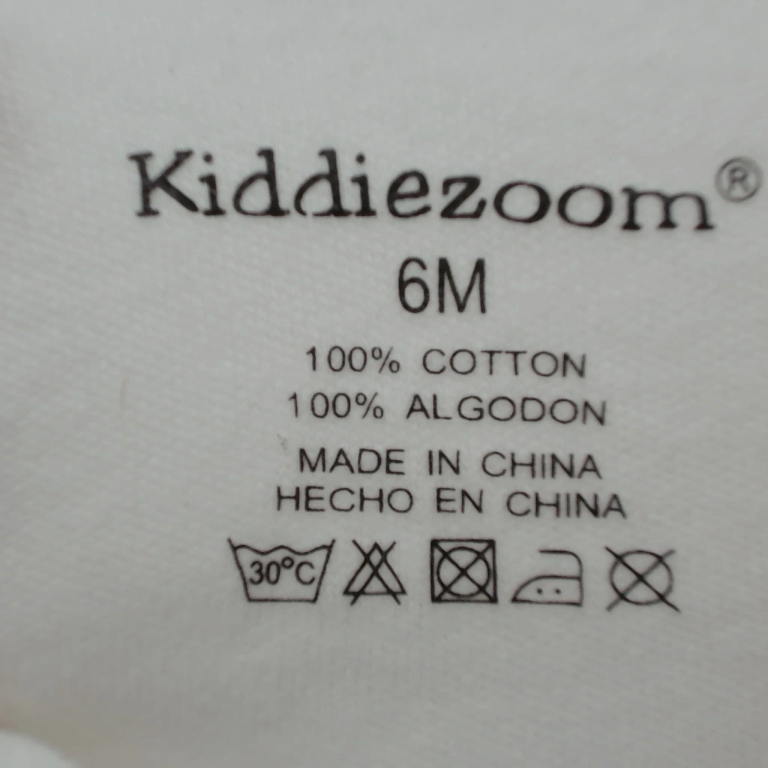 Kiddiezoom®
6M
100% COTTON
100% ALGODON
MADE IN CHINA
HECHO EN CHINA
30°C